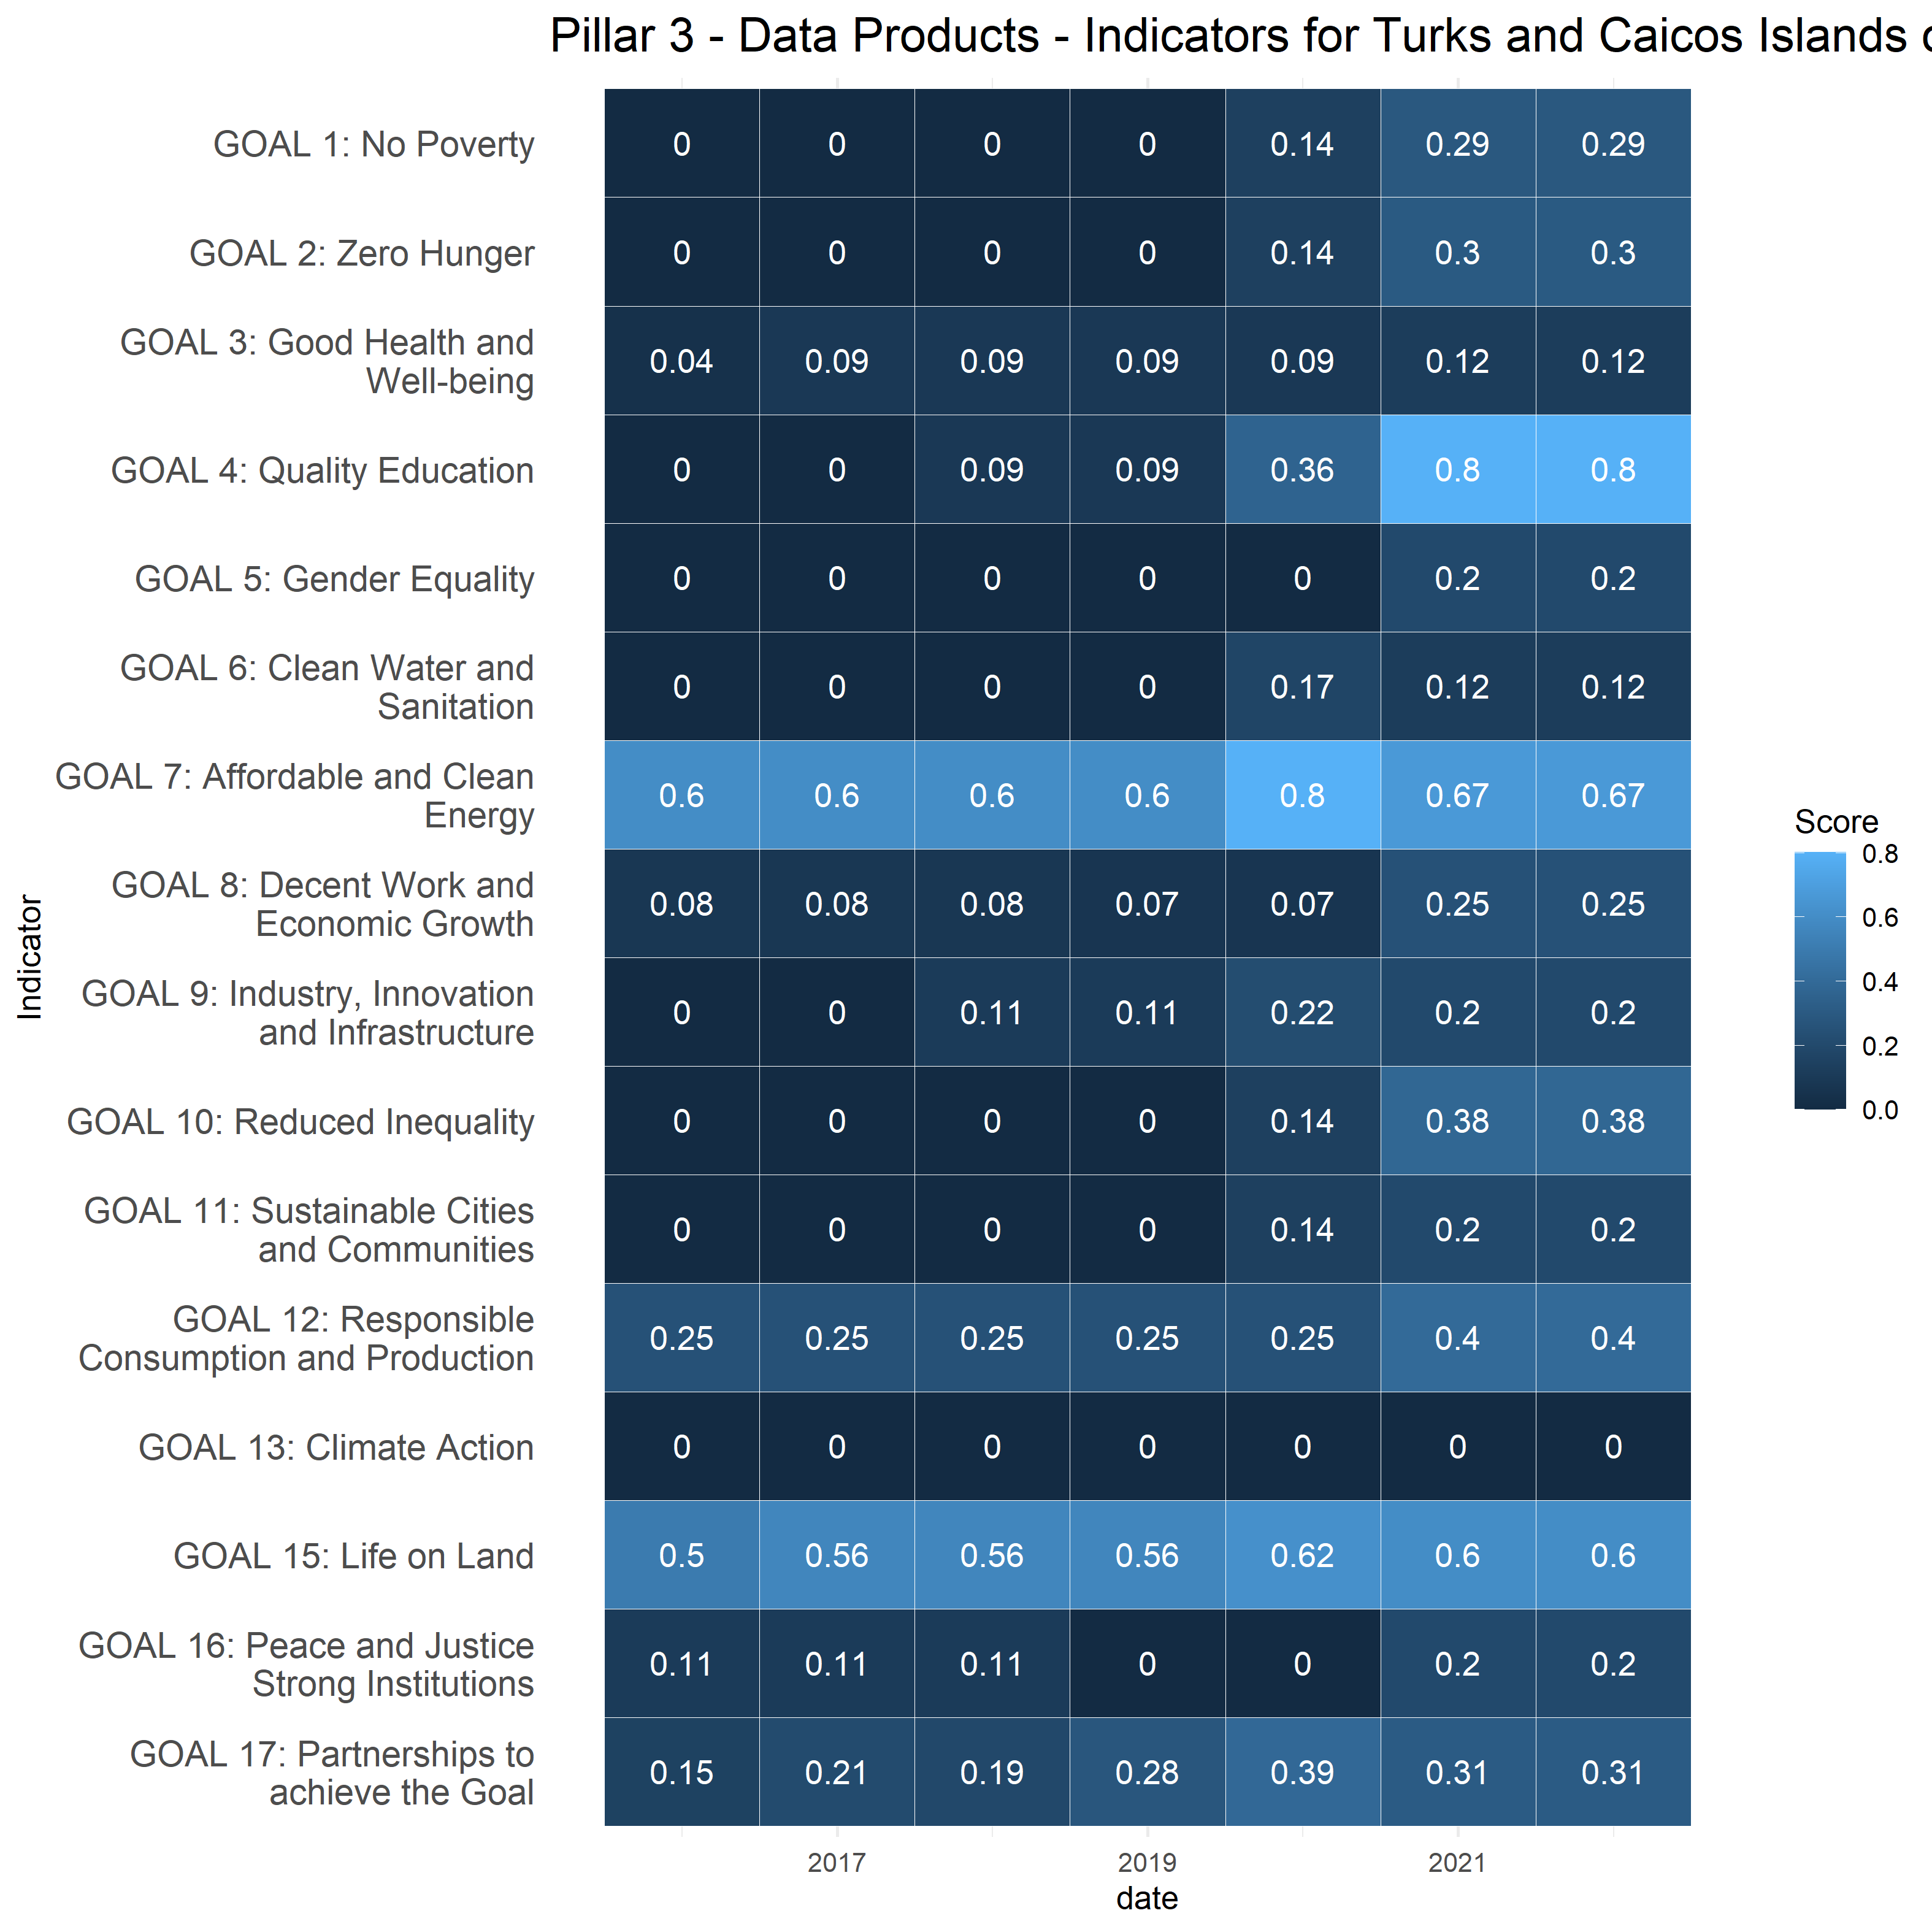 Pillar 3 - Data Products - Indicators for Turks and Caicos Islands
GOAL 1: No Poverty
0 0 0 0 0.14 0.29 0.29
GOAL 2: Zero Hunger
0 0 0 0 0.14 0.3 0.3
GOAL 3: Good Health and
Well-being
0.04 0.09 0.09 0.09 0.09 0.12 0.12
GOAL 4: Quality Education
0 0 0.09 0.09 0.36 0.8 0.8
GOAL 5: Gender Equality
0 0 0 0 0 0.2 0.2
GOAL 6: Clean Water and
Sanitation
0 0 0 0 0.17 0.12 0.12
GOAL 7: Affordable and Clean
Energy
0.6 0.6 0.6 0.6 0.8 0.67 0.67
GOAL 8: Decent Work and
Economic Growth
0.08 0.08 0.08 0.07 0.07 0.25 0.25
GOAL 9: Industry, Innovation
and Infrastructure
0 0 0.11 0.11 0.22 0.2 0.2
GOAL 10: Reduced Inequality
0 0 0 0 0.14 0.38 0.38
GOAL 11: Sustainable Cities
and Communities
0 0 0 0 0.14 0.2 0.2
GOAL 12: Responsible
Consumption and Production
0.25 0.25 0.25 0.25 0.25 0.4 0.4
GOAL 13: Climate Action
0 0 0 0 0 0 0
GOAL 15: Life on Land
0.5 0.56 0.56 0.56 0.62 0.6 0.6
GOAL 16: Peace and Justice
Strong Institutions
0.11 0.11 0.11 0 0 0.2 0.2
GOAL 17: Partnerships to
achieve the Goal
0.15 0.21 0.19 0.28 0.39 0.31 0.31
2017 2019 2021
date
Indicator
Score
0.8
0.6
0.4
0.2
0.0